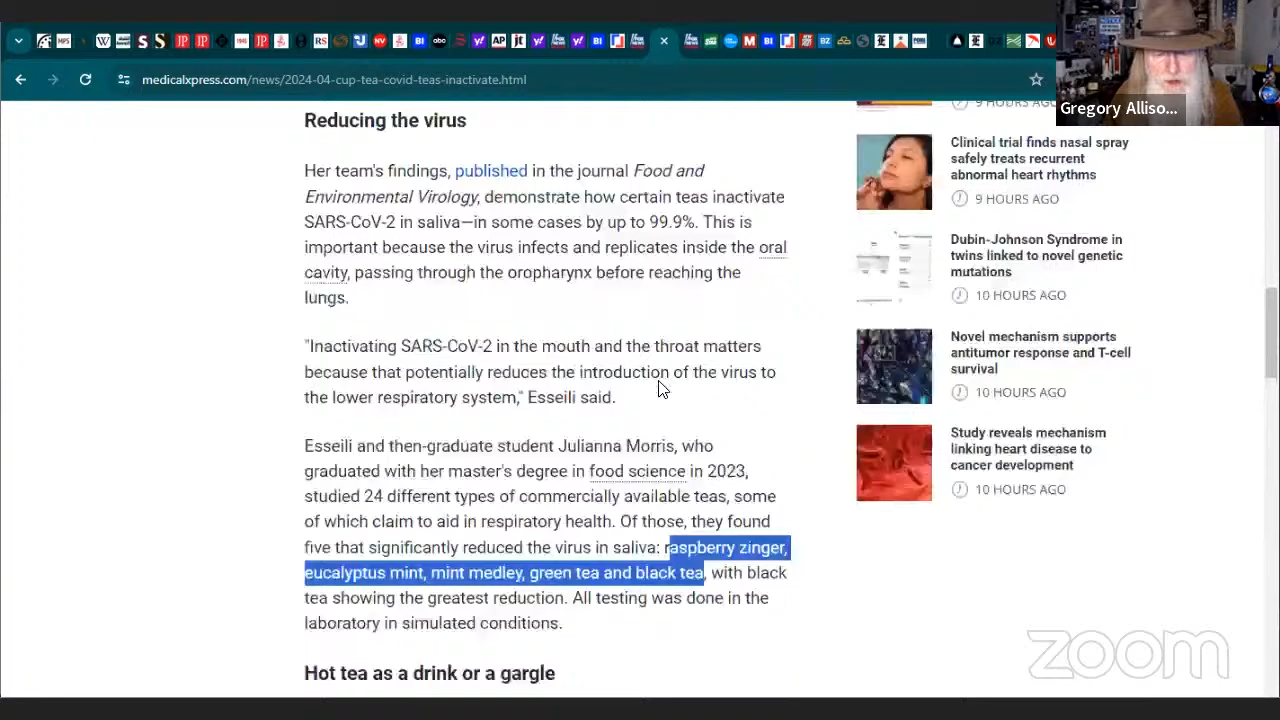 medicalxpress.com/news/2024-04-cup-tea-covid-teas-inactivate.html
Gregory Alliso...
Reducing the virus
Her team's findings, published in the journal Food and
Environmental Virology, demonstrate how certain teas inactivate
SARS-CoV-2 in saliva—in some cases by up to 99.9%. This is
important because the virus infects and replicates inside the oral
cavity, passing through the oropharynx before reaching the
lungs.
"Inactivating SARS-CoV-2 in the mouth and the throat matters
because that potentially reduces the introduction of the virus to
the lower respiratory system," Esseili said.
Esseili and then-graduate student Julianna Morris, who
graduated with her master's degree in food science in 2023,
studied 24 different types of commercially available teas, some
of which claim to aid in respiratory health. Of those, they found
five that significantly reduced the virus in saliva: raspberry zinger,
eucalyptus mint, mint medley, green tea and black tea, with black
tea showing the greatest reduction. All testing was done in the
laboratory in simulated conditions.
Hot tea as a drink or a gargle
9 HOURS AGO
Clinical trial finds nasal spray
safely treats recurrent
abnormal heart rhythms
9 HOURS AGO
Dubin-Johnson Syndrome in
twins linked to novel genetic
mutations
10 HOURS AGO
Novel mechanism supports
antitumor response and T-cell
survival
10 HOURS AGO
Study reveals mechanism
linking heart disease to
cancer development
10 HOURS AGO
zoom